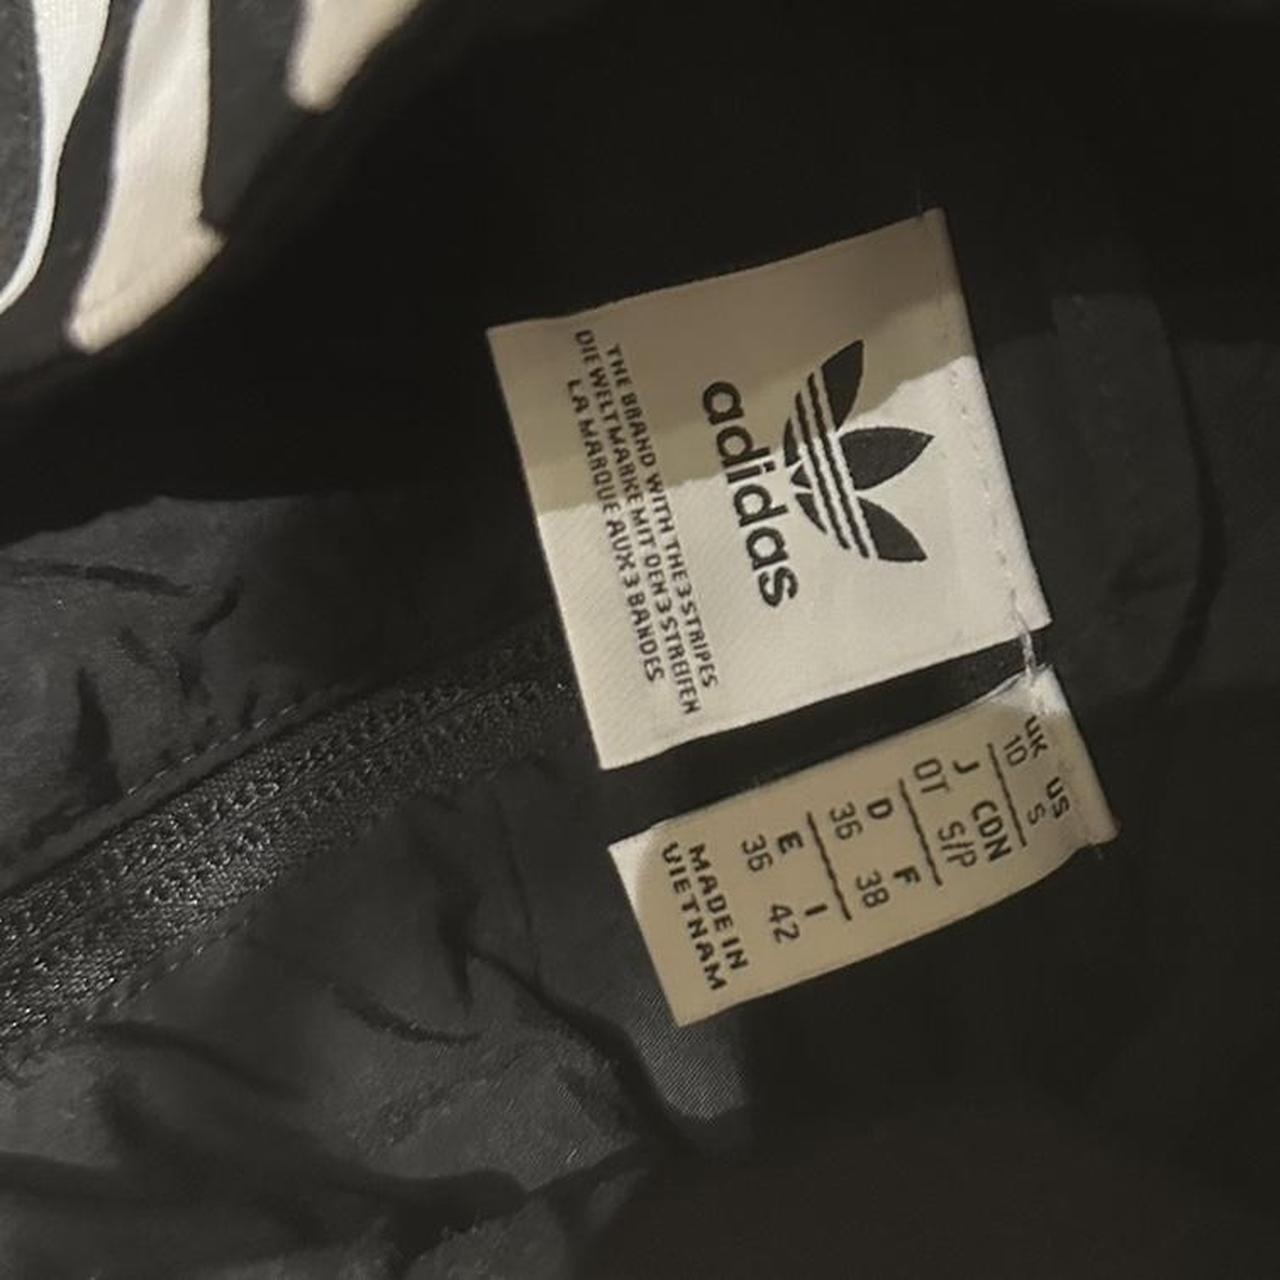 adidas
THE BRAND WITH THE 3 STRIPES
DIE WELTMARKE MIT DEN 3 STREIFEN
LA MARQUE AUX 3 BANDES
UK US
10 S
J CDN
OT S/P
D F
36 38
E I
36 42
MADE IN
VIETNAM